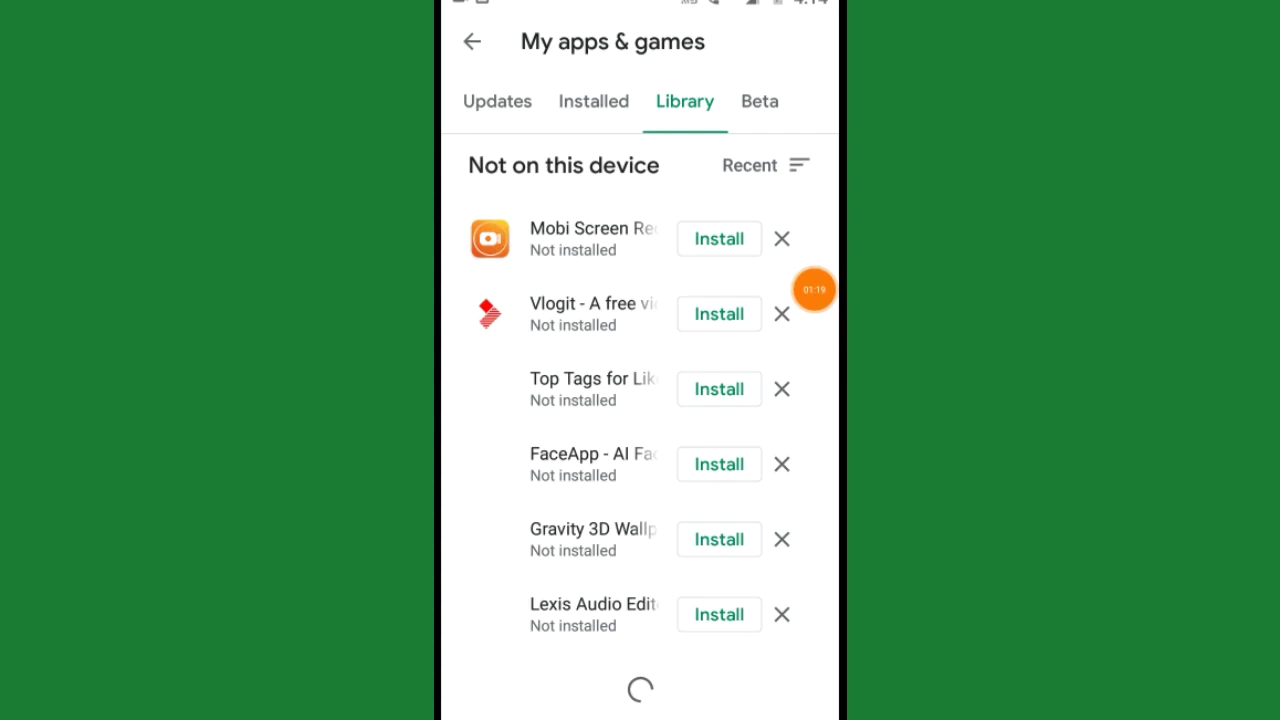 My apps & games
Updates Installed Library Beta
Not on this device Recent
Mobi Screen Re
Not installed
Install
01:19
Vlogit - A free vi
Not installed
Install
Top Tags for Lik
Not installed
Install
FaceApp - AI Fac
Not installed
Install
Gravity 3D Wallp
Not installed
Install
Lexis Audio Edit
Not installed
Install